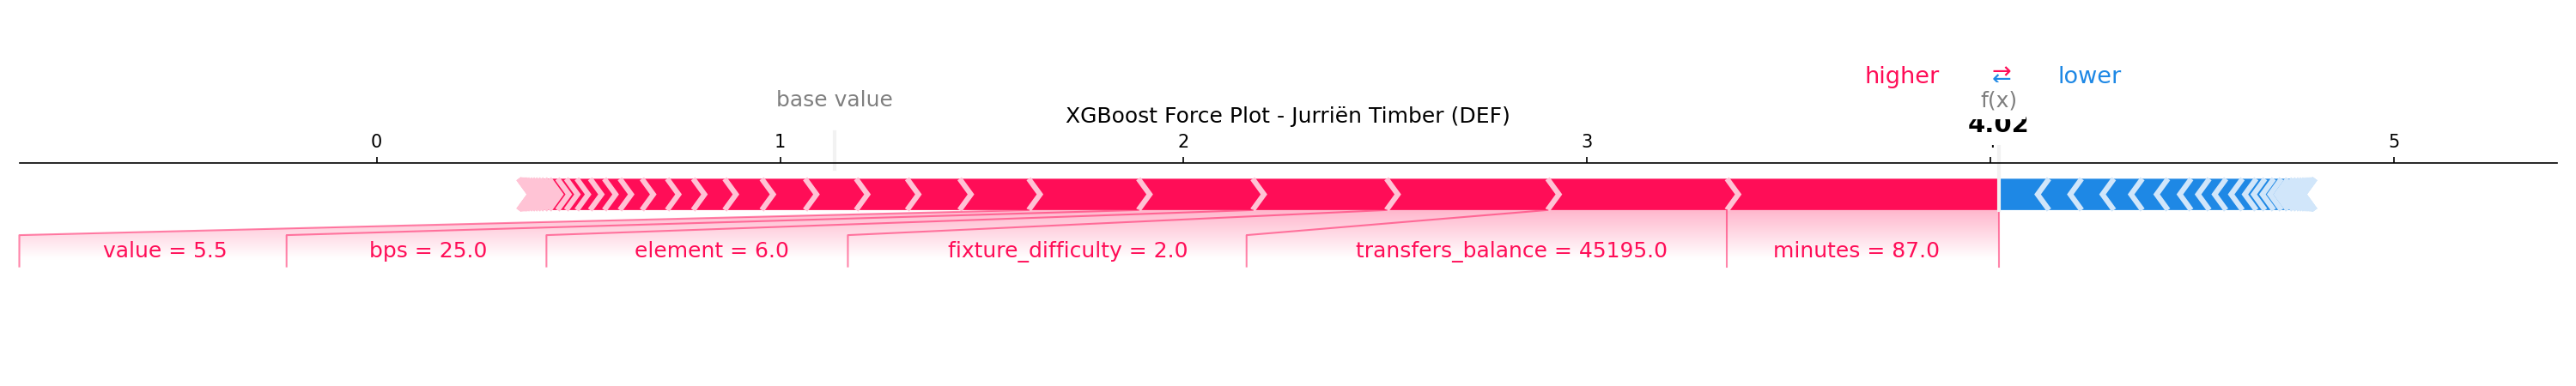 higher ⇄ lower
base value
f(x)
XGBoost Force Plot - Jurriën Timber (DEF)
4.02
0 1 2 3 5
value = 5.5 bps = 25.0 element = 6.0 fixture_difficulty = 2.0 transfers_balance = 45195.0 minutes = 87.0